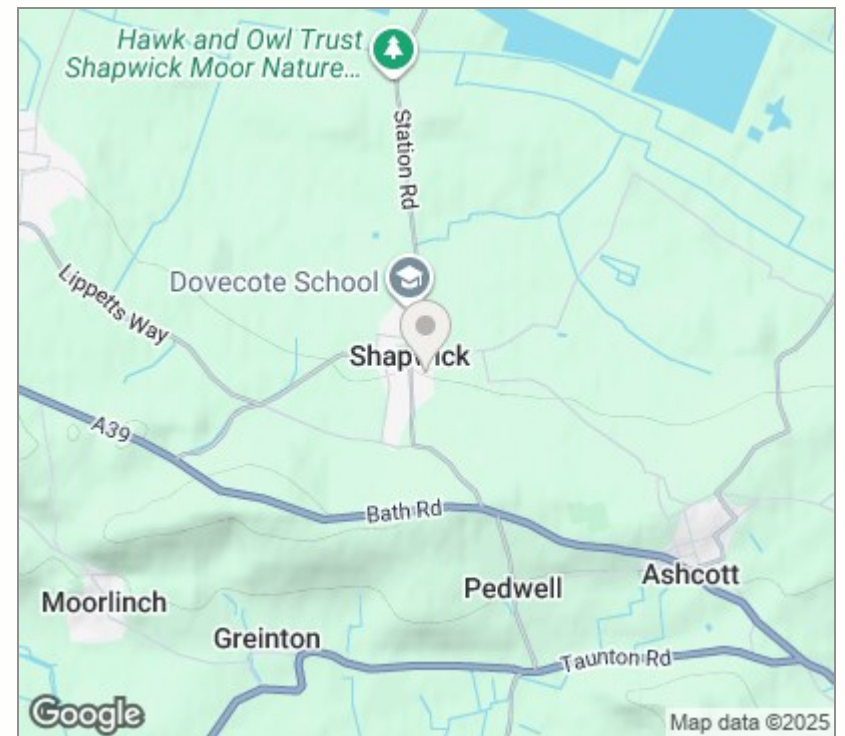 Hawk and Owl Trust
Shapwick Moor Nature...
Station Rd
Dovecote School
Lippetts Way
Shapwick
A39
Bath Rd
Ashcott
Pedwell
Moorlinch
Greinton
Taunton Rd
Google
Map data ©2025